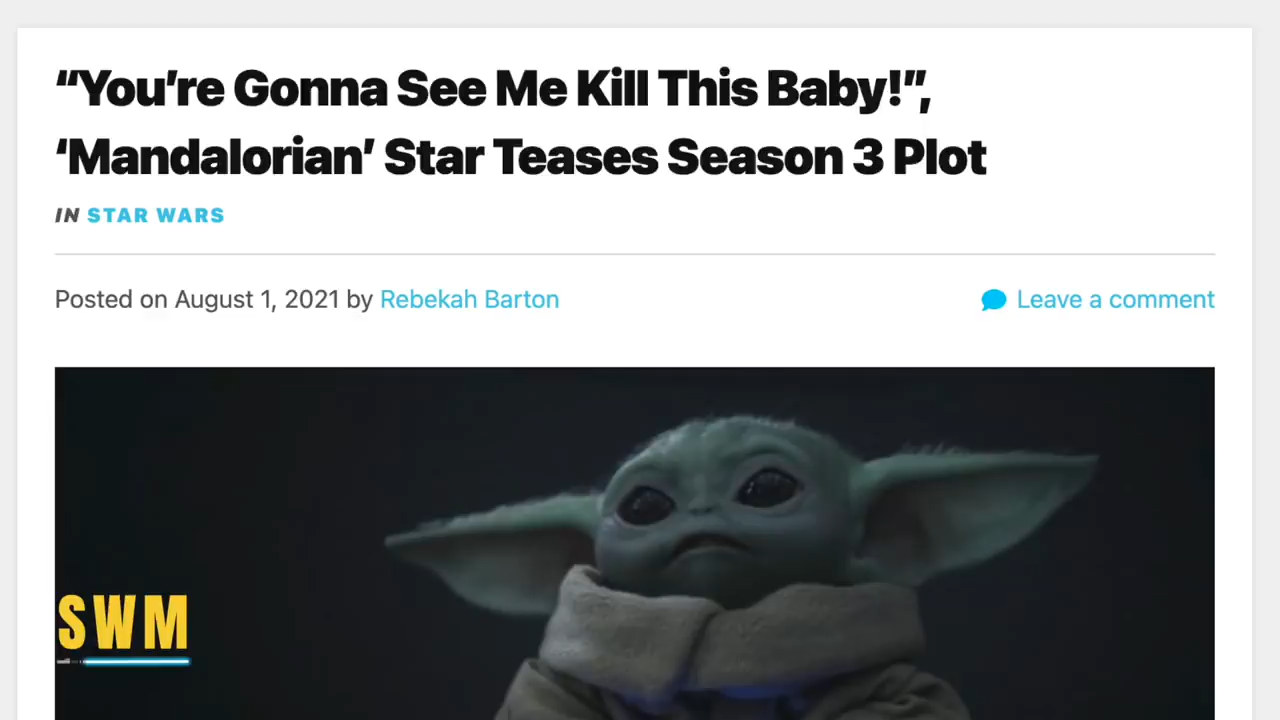 “You’re Gonna See Me Kill This Baby!”,
‘Mandalorian’ Star Teases Season 3 Plot
IN STAR WARS
Posted on August 1, 2021 by Rebekah Barton
Leave a comment
SWM